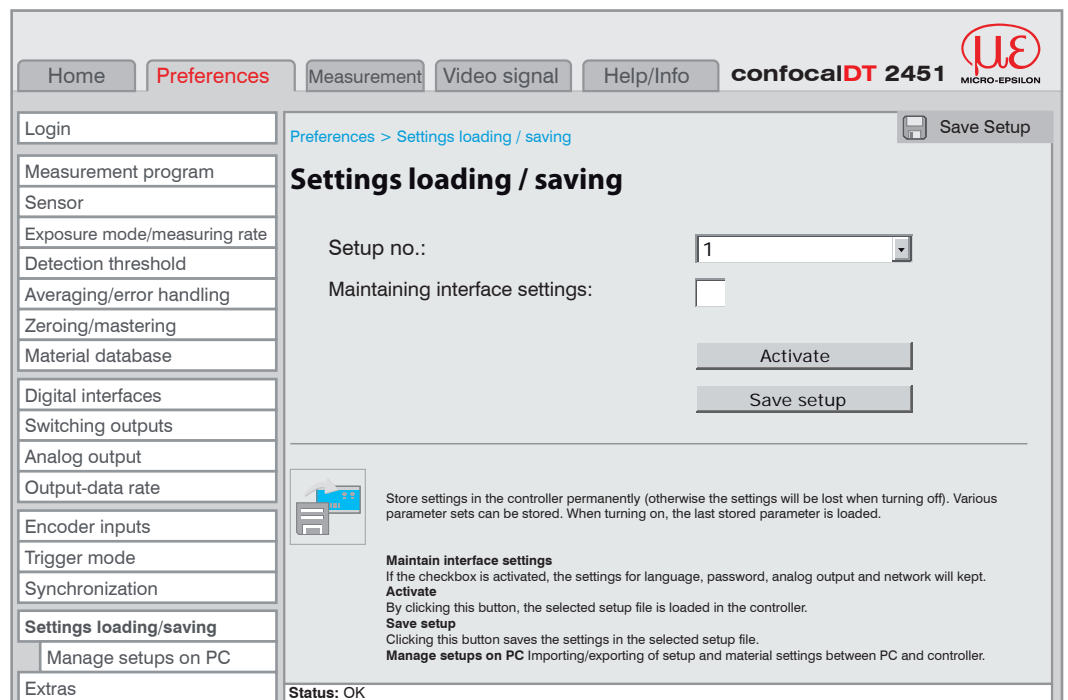 Home
Preferences
Measurement
Video signal
Help/Info
confocalDT 2451
με
MICRO-EPSILON
Login
Measurement program
Sensor
Exposure mode/measuring rate
Detection threshold
Averaging/error handling
Zeroing/mastering
Material database
Digital interfaces
Switching outputs
Analog output
Output-data rate
Encoder inputs
Trigger mode
Synchronization
Settings loading/saving
Manage setups on PC
Extras
Preferences > Settings loading / saving
Save Setup
Settings loading / saving
Setup no.:
1
Maintaining interface settings:
Activate
Save setup
Store settings in the controller permanently (otherwise the settings will be lost when turning off). Various
parameter sets can be stored. When turning on, the last stored parameter is loaded.
Maintain interface settings
If the checkbox is activated, the settings for language, password, analog output and network will kept.
Activate
By clicking this button, the selected setup file is loaded in the controller.
Save setup
Clicking this button saves the settings in the selected setup file.
Manage setups on PC Importing/exporting of setup and material settings between PC and controller.
Status: OK